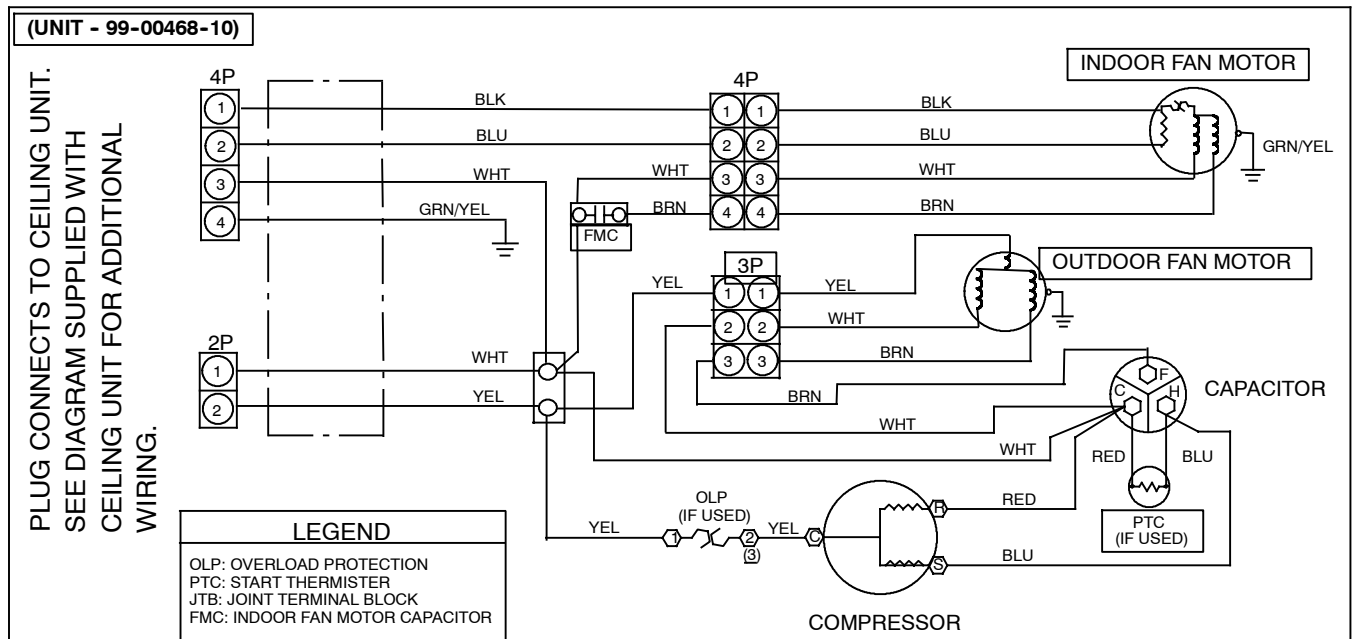 (UNIT - 99-00468-10)
PLUG CONNECTS TO CEILING UNIT.
SEE DIAGRAM SUPPLIED WITH
CEILING UNIT FOR ADDITIONAL
WIRING.
4P
1
2
3
4
BLK
BLU
WHT
GRN/YEL
WHT
BRN
FMC
4P
1 1
2 2
3 3
4 4
BLK
BLU
WHT
BRN
INDOOR FAN MOTOR
GRN/YEL
2P
1
2
WHT
YEL
YEL
3P
1 1
2 2
3 3
YEL
WHT
BRN
OUTDOOR FAN MOTOR
BRN
WHT
WHT
F
C H
CAPACITOR
RED BLU
PTC
(IF USED)
YEL
OLP
(IF USED)
1 2
(3)
YEL
C
R
S
RED
BLU
COMPRESSOR
LEGEND
OLP: OVERLOAD PROTECTION
PTC: START THERMISTER
JTB: JOINT TERMINAL BLOCK
FMC: INDOOR FAN MOTOR CAPACITOR